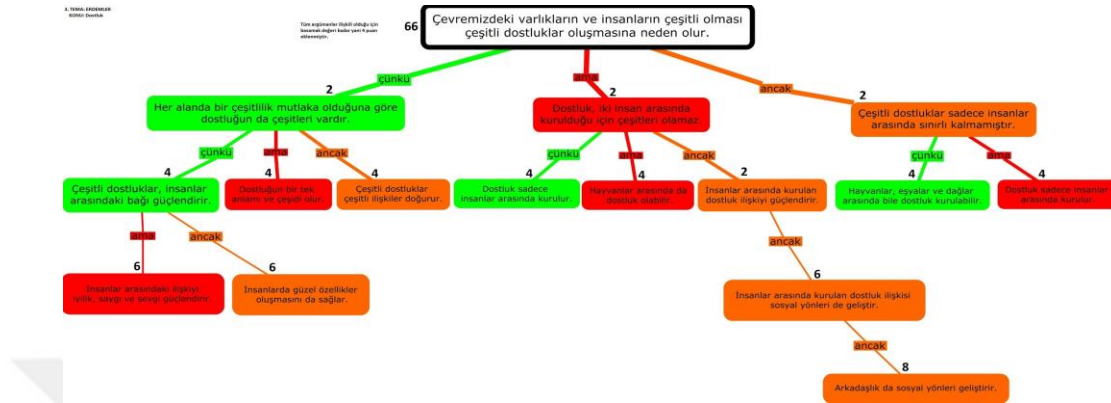 3. TEMA: ERDEMLER
KONU: Dostluk
Tüm argümanlar ilişkili olduğu için
basamak değeri kadar yani 4 puan
eklenmiştir.
66
Çevremizdeki varlıkların ve insanların çeşitli olması
çeşitli dostluklar oluşmasına neden olur.
çünkü
ama
ancak
2
Her alanda bir çeşitlilik mutlaka olduğuna göre
dostluğun da çeşitleri vardır.
2
Dostluk, iki insan arasında
kurulduğu için çeşitleri olamaz.
2
Çeşitli dostluklar sadece insanlar
arasında sınırlı kalmamıştır.
çünkü
ama
ancak
çünkü
ama
ancak
çünkü
ama
4
Çeşitli dostluklar, insanlar
arasındaki bağı güçlendirir.
4
Dostluğun bir tek
anlamı ve çeşidi olur.
4
Çeşitli dostluklar
çeşitli ilişkiler doğurur.
4
Dostluk sadece
insanlar arasında kurulur.
4
Hayvanlar arasında da
dostluk olabilir.
2
İnsanlar arasında kurulan
dostluk ilişkiyi güçlendirir.
4
Hayvanlar, eşyalar ve dağlar
arasında bile dostluk kurulabilir.
4
Dostluk sadece insanlar
arasında kurulur.
ama
ancak
ancak
6
İnsanlar arasındaki ilişkiyi
iyilik, saygı ve sevgi güçlendirir.
6
İnsanlarda güzel özellikler
oluşmasını da sağlar.
6
İnsanlar arasında kurulan dostluk ilişkisi
sosyal yönleri de geliştir.
ancak
8
Arkadaşlık da sosyal yönleri geliştirir.